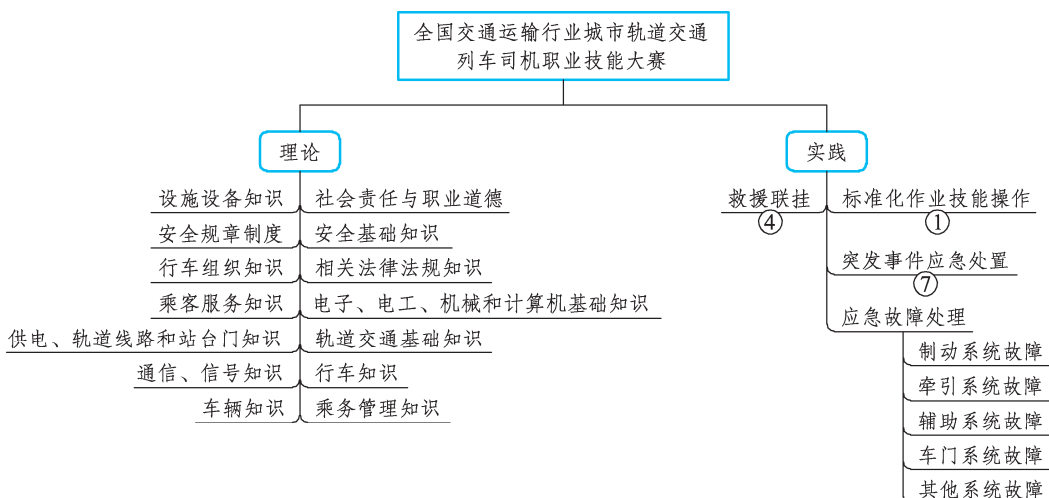 全国交通运输行业城市轨道交通
列车司机职业技能大赛
理论
设施设备知识
社会责任与职业道德
安全规章制度
安全基础知识
行车组织知识
相关法律法规知识
乘客服务知识
电子、电工、机械和计算机基础知识
供电、轨道线路和站台门知识
轨道交通基础知识
通信、信号知识
行车知识
车辆知识
乘务管理知识
实践
救援联挂
④
标准化作业技能操作
①
突发事件应急处置
⑦
应急故障处理
制动系统故障
牵引系统故障
辅助系统故障
车门系统故障
其他系统故障